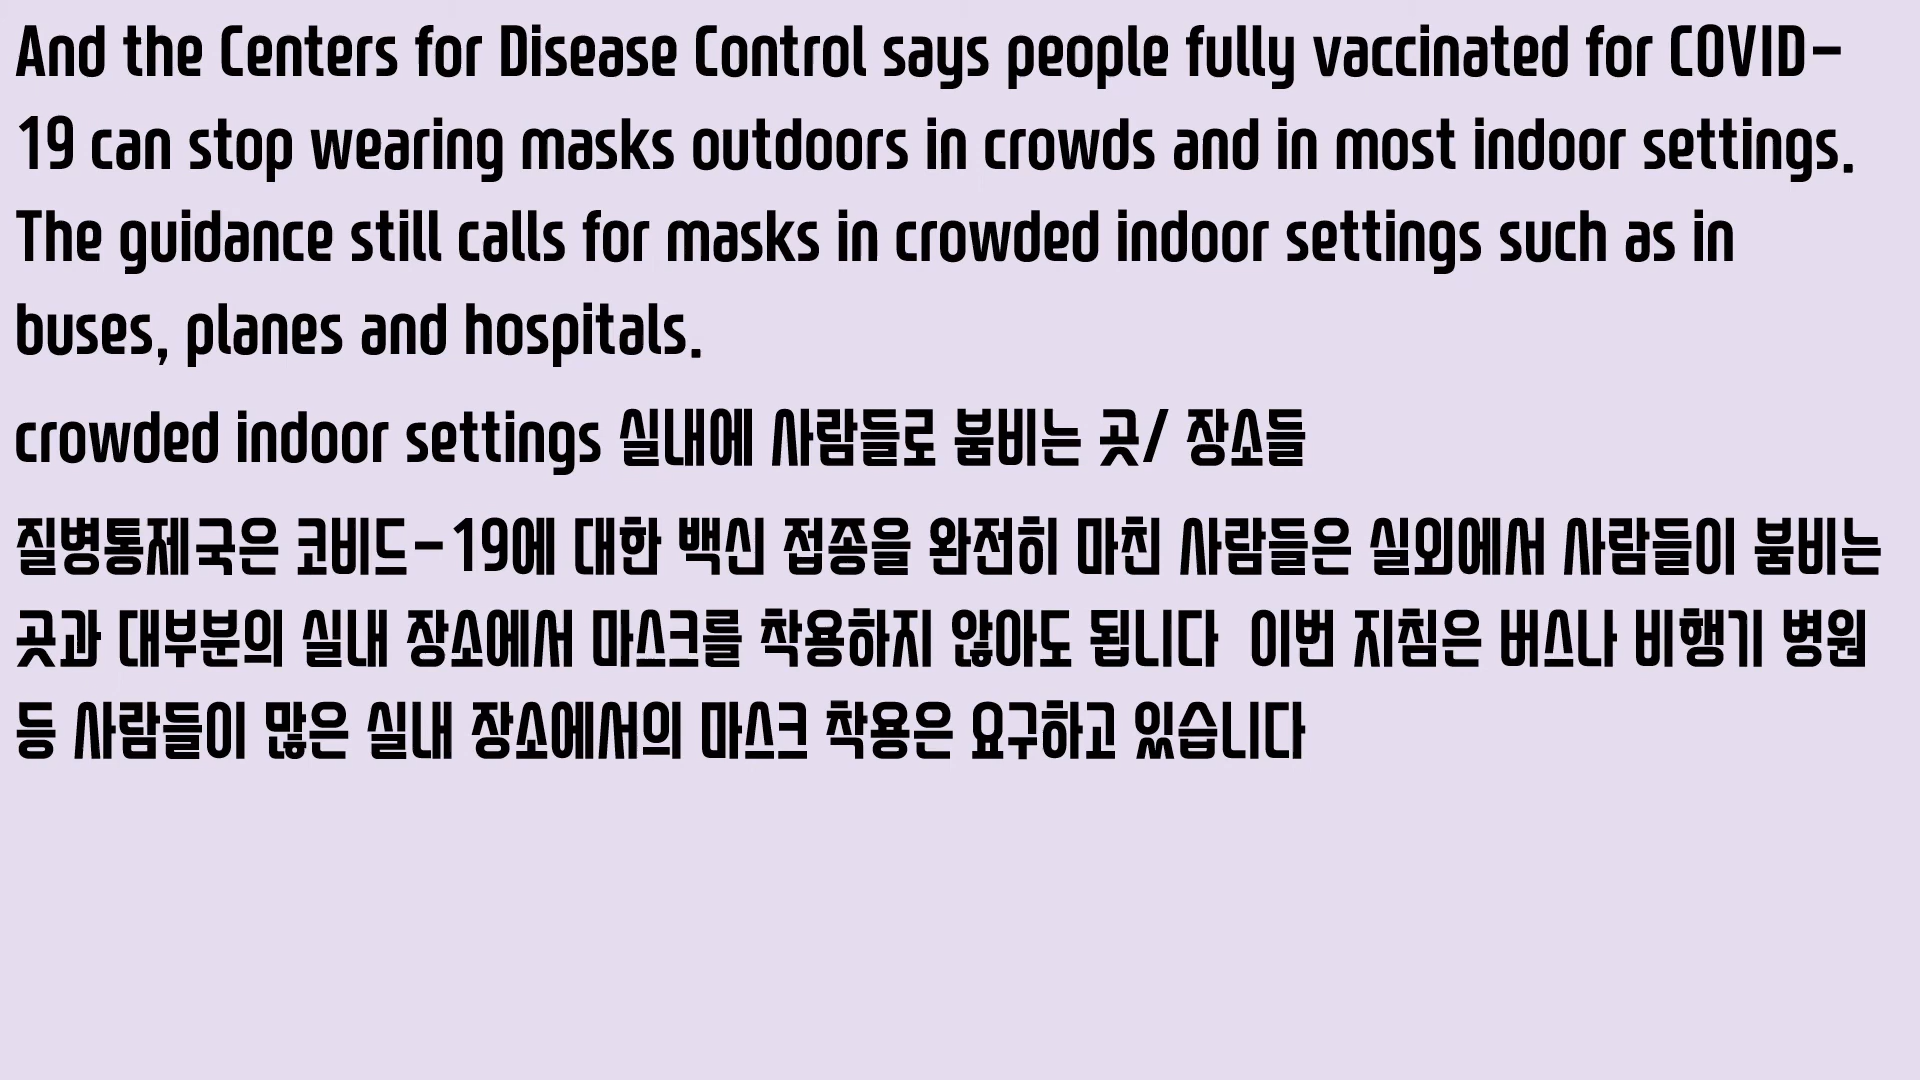 And the Centers for Disease Control says people fully vaccinated for COVID-
19 can stop wearing masks outdoors in crowds and in most indoor settings.
The guidance still calls for masks in crowded indoor settings such as in
buses, planes and hospitals.
crowded indoor settings 실내에 사람들로 붐비는 곳/ 장소들
질병통제국은 코비드-19에 대한 백신 접종을 완전히 마친 사람들은 실외에서 사람들이 붐비는
곳과 대부분의 실내 장소에서 마스크를 착용하지 않아도 됩니다 이번 지침은 버스나 비행기 병원
등 사람들이 많은 실내 장소에서의 마스크 착용은 요구하고 있습니다